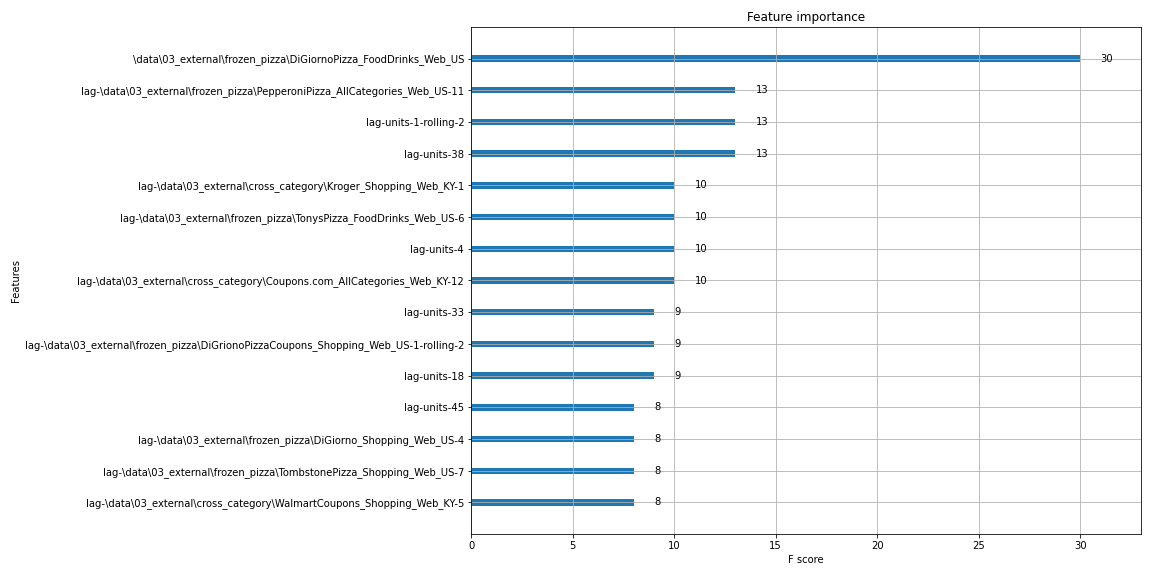 Feature importance
\data\03_external\frozen_pizza\DiGiornoPizza_FoodDrinks_Web_US 30
lag-\data\03_external\frozen_pizza\PepperoniPizza_AllCategories_Web_US-11 13
lag-units-1-rolling-2 13
lag-units-38 13
lag-\data\03_external\cross_category\Kroger_Shopping_Web_KY-1 10
lag-\data\03_external\frozen_pizza\TonysPizza_FoodDrinks_Web_US-6 10
lag-units-4 10
lag-\data\03_external\cross_category\Coupons.com_AllCategories_Web_KY-12 10
lag-units-33 9
lag-\data\03_external\frozen_pizza\DiGrionoPizzaCoupons_Shopping_Web_US-1-rolling-2 9
lag-units-18 9
lag-units-45 8
lag-\data\03_external\frozen_pizza\DiGiorno_Shopping_Web_US-4 8
lag-\data\03_external\frozen_pizza\TombstonePizza_Shopping_Web_US-7 8
lag-\data\03_external\cross_category\WalmartCoupons_Shopping_Web_KY-5 8
Features
0 5 10 15 20 25 30
F score